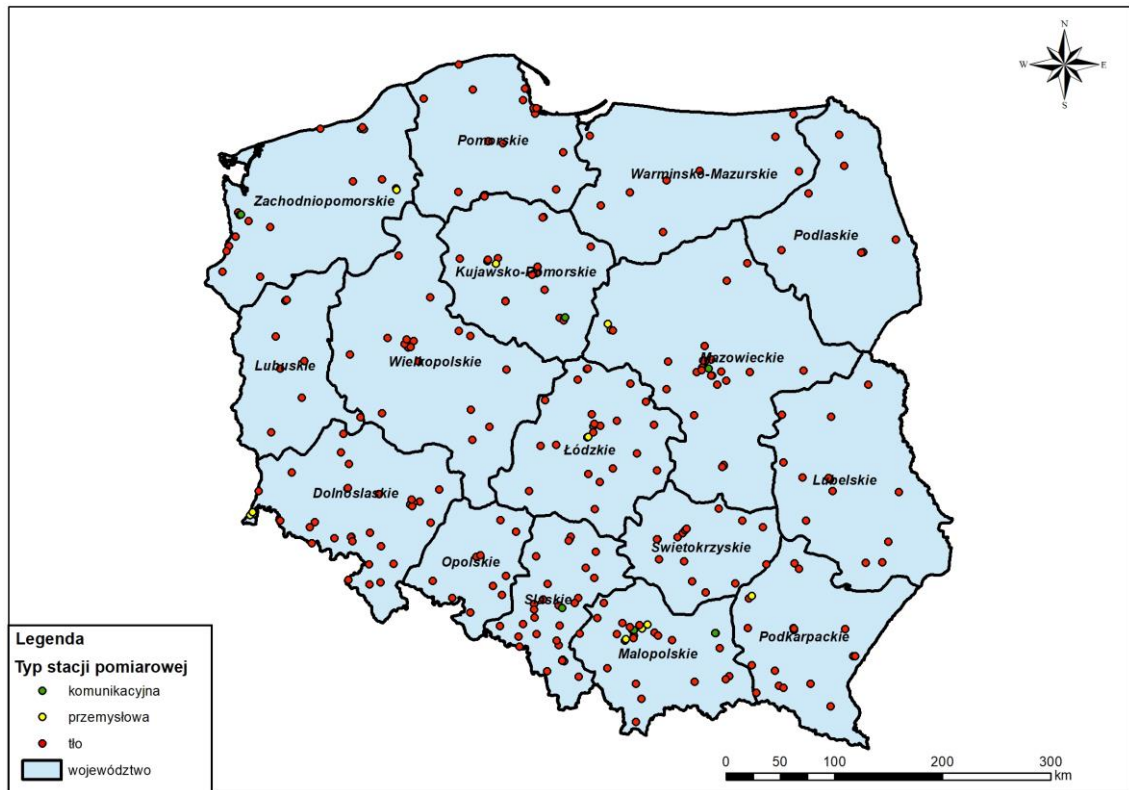 N
W E
S
Pomorskie
Warminsko-Mazurskie
Zachodniopomorskie
Podlaskie
Kujawsko-Pomorskie
Mazowieckie
Wielkopolskie
Lubuskie
Łódzkie
Lubelskie
Dolnoslaskie
Swietokrzyskie
Opolskie
Slaskie
Podkarpackie
Malopolskie
Legenda
Typ stacji pomiarowej
komunikacyjna
przemysłowa
tło
województwo
0 50 100 200 300
km